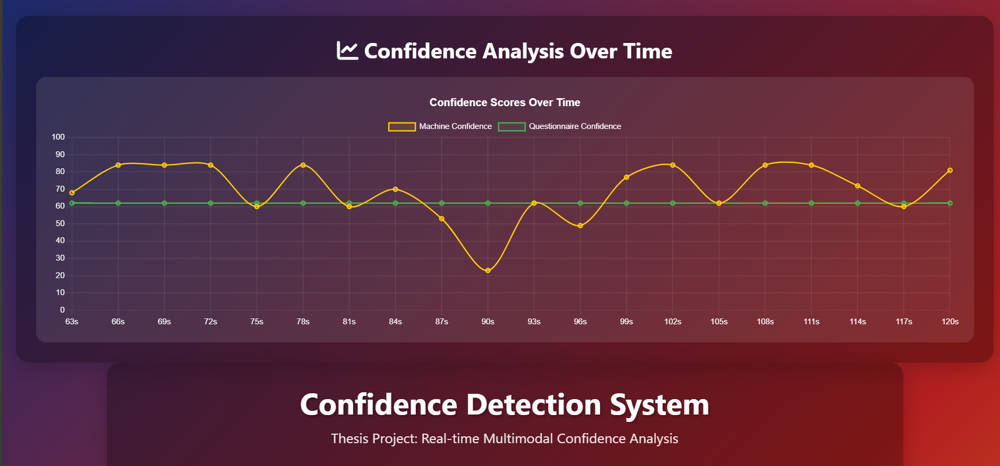 Confidence Analysis Over Time
Confidence Scores Over Time
Machine Confidence Questionnaire Confidence
100
90
80
70
60
50
40
30
20
10
0
63s 66s 69s 72s 75s 78s 81s 84s 87s 90s 93s 96s 99s 102s 105s 108s 111s 114s 117s 120s
Confidence Detection System
Thesis Project: Real-time Multimodal Confidence Analysis